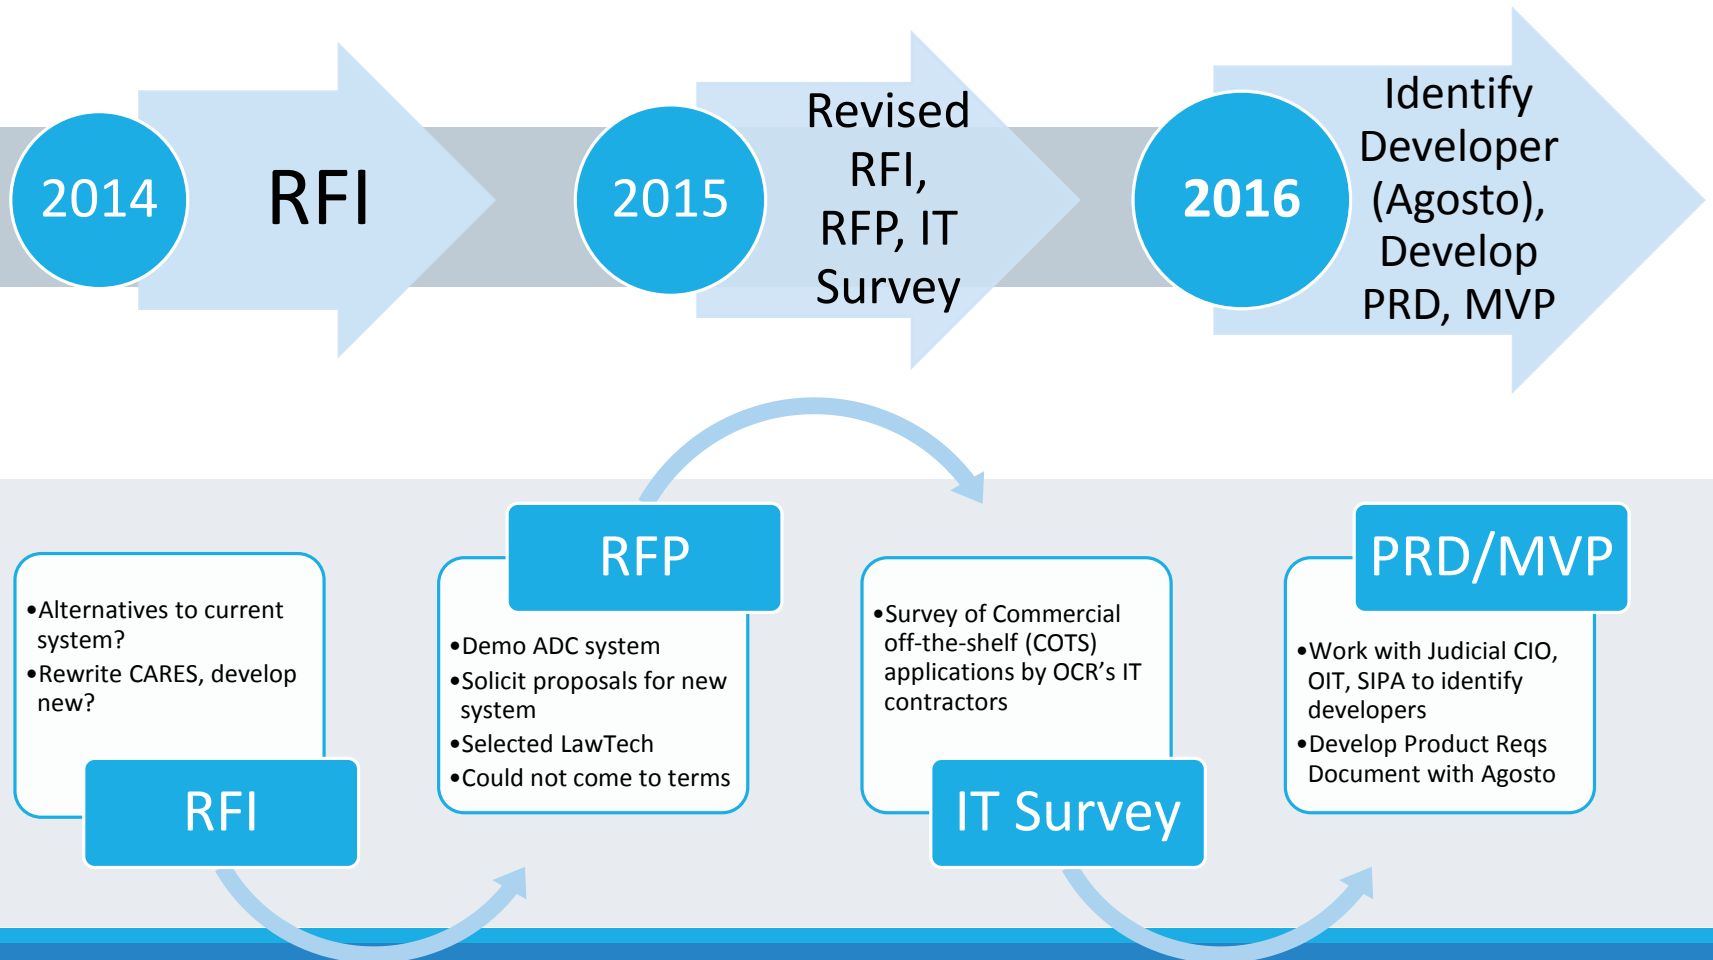 2014
RFI
2015
Revised
RFI,
RFP, IT
Survey
2016
Identify
Developer
(Agosto),
Develop
PRD, MVP
•Alternatives to current
system?
•Rewrite CARES, develop
new?
RFI
RFP
•Demo ADC system
•Solicit proposals for new
system
•Selected LawTech
•Could not come to terms
•Survey of Commercial
off-the-shelf (COTS)
applications by OCR's IT
contractors
IT Survey
PRD/MVP
•Work with Judicial CIO,
OIT, SIPA to identify
developers
•Develop Product Reqs
Document with Agosto